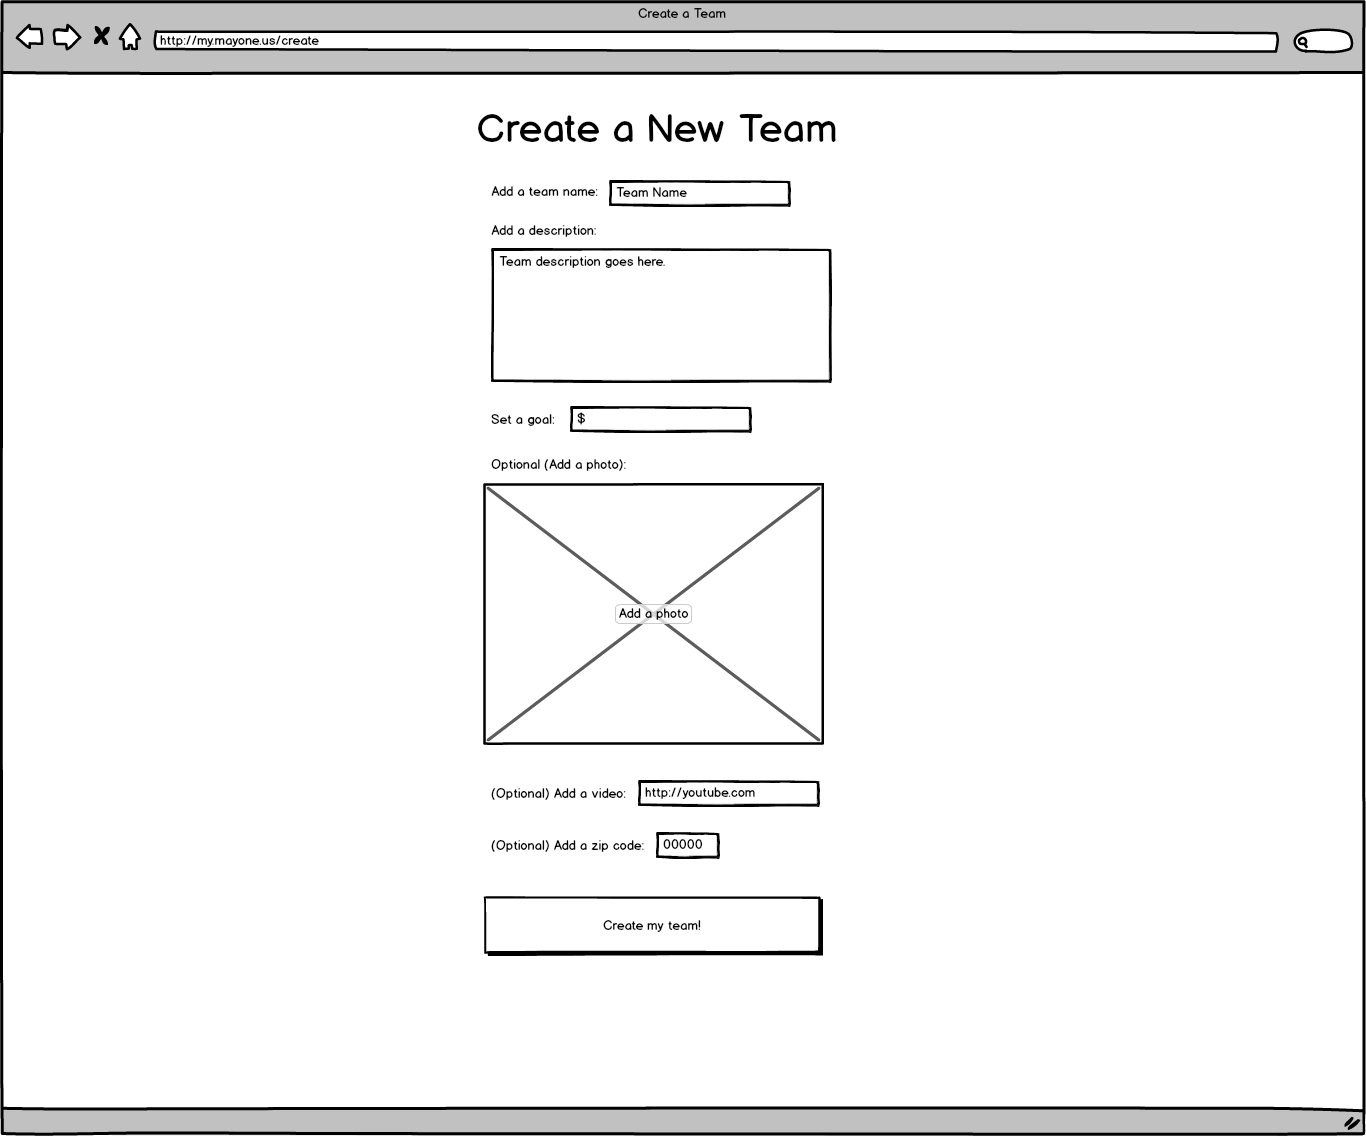 Create a Team
http://my.mayone.us/create
Create a New Team
Add a team name: Team Name
Add a description:
Team description goes here.
Set a goal: $
Optional (Add a photo):
Add a photo
(Optional) Add a video: http://youtube.com
(Optional) Add a zip code: 00000
Create my team!